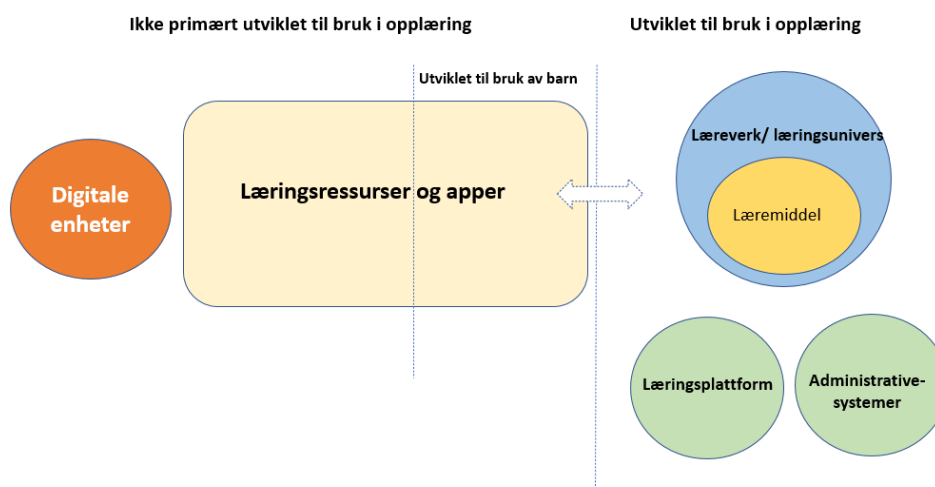 Ikke primært utviklet til bruk i opplæring
Utviklet til bruk i opplæring
Utviklet til bruk av barn
Digitale
enheter
Læringsressurser og apper
Læreverk/ læringsunivers
Læremiddel
Læringsplattform
Administrative-
systemer